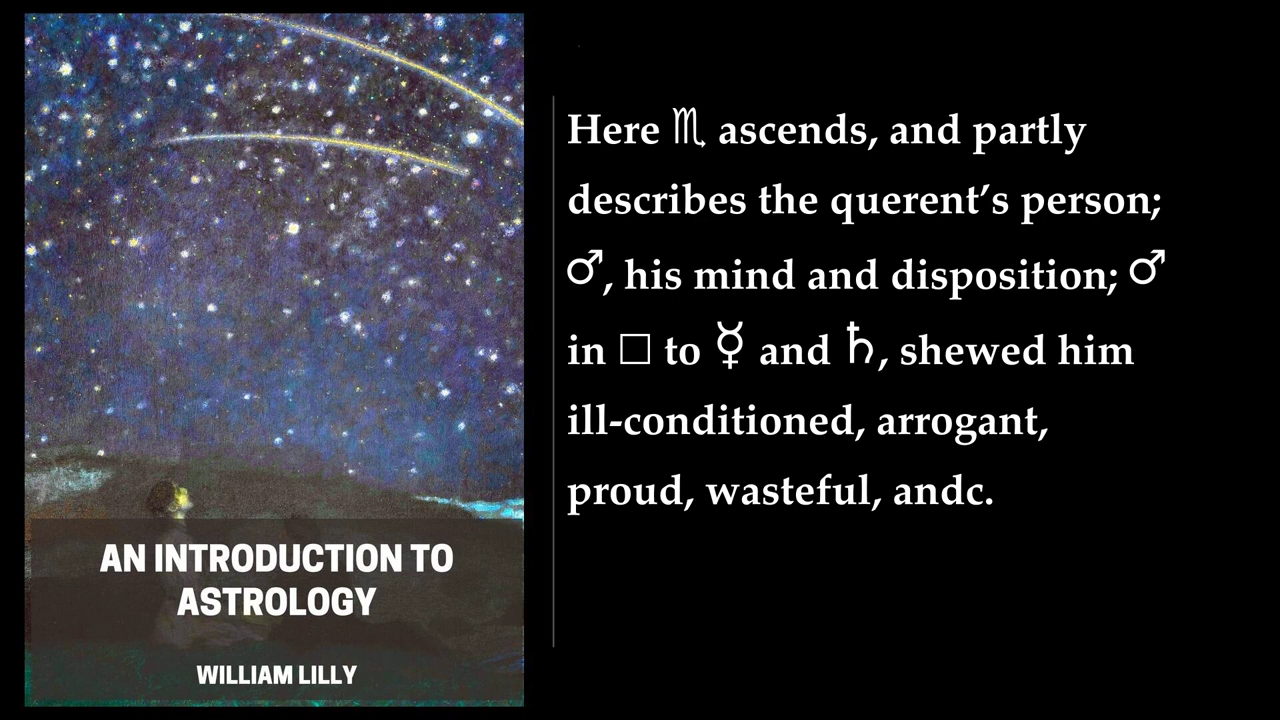 Here ♏ ascends, and partly
describes the querent’s person;
♂, his mind and disposition; ♂
in □ to ☿ and ♄, shewed him
ill-conditioned, arrogant,
proud, wasteful, andc.
AN INTRODUCTION TO
ASTROLOGY
WILLIAM LILLY